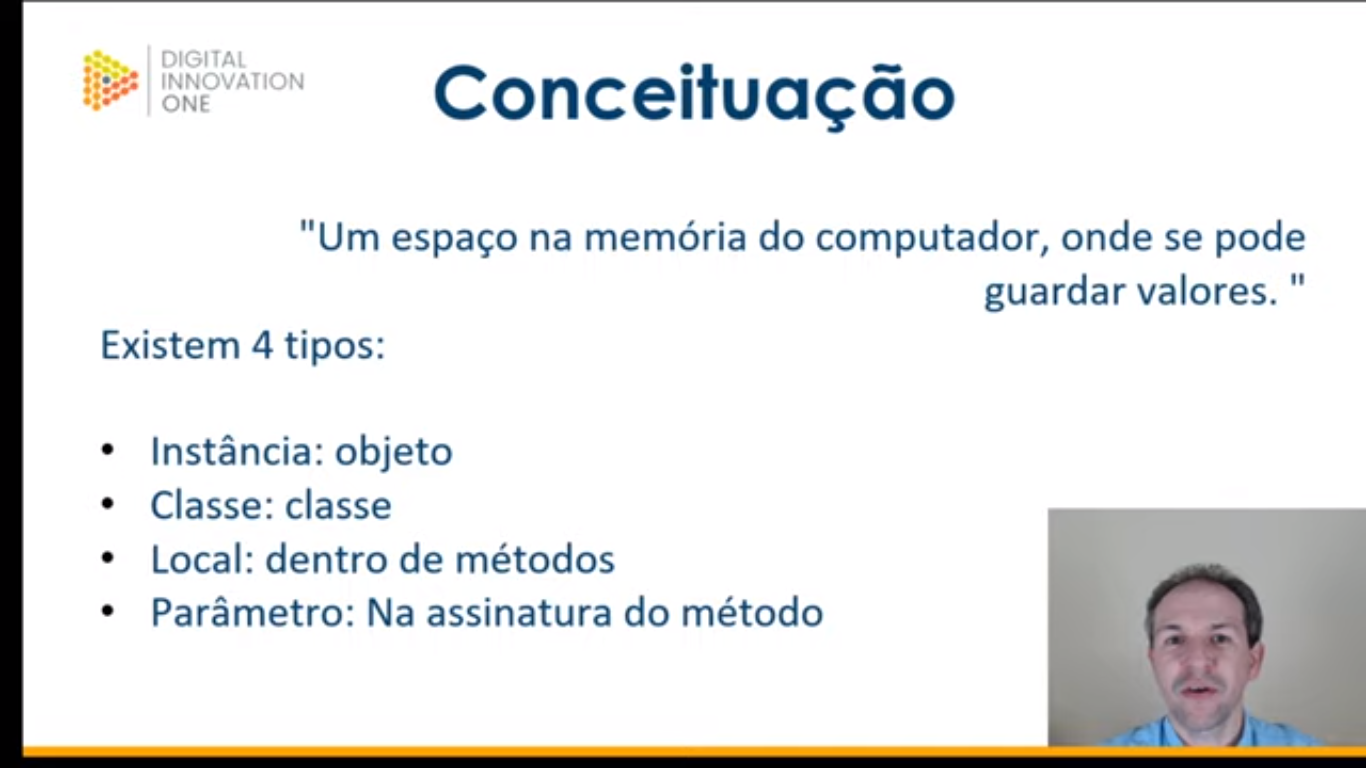 DIGITAL
INNOVATION
ONE
Conceituação
"Um espaço na memória do computador, onde se pode
guardar valores. "
Existem 4 tipos:
• Instância: objeto
• Classe: classe
• Local: dentro de métodos
• Parâmetro: Na assinatura do método